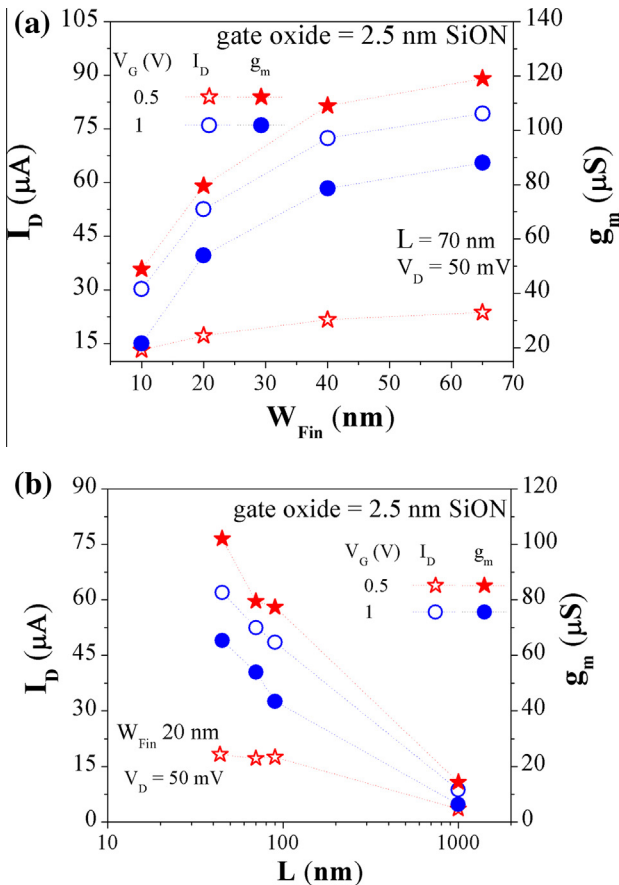 (a)
105
90
75
60
45
30
15
I_D (μA)
140
120
100
80
60
40
20
g_m (μS)
gate oxide = 2.5 nm SiON
V_G (V) I_D g_m
0.5
1
L = 70 nm
V_D = 50 mV
10 20 30 40 50 60 70
W_Fin (nm)
(b)
90
75
60
45
30
15
0
I_D (μA)
120
100
80
60
40
20
0
g_m (μS)
gate oxide = 2.5 nm SiON
V_G (V) I_D g_m
0.5
1
W_Fin 20 nm
V_D = 50 mV
10 100 1000
L (nm)